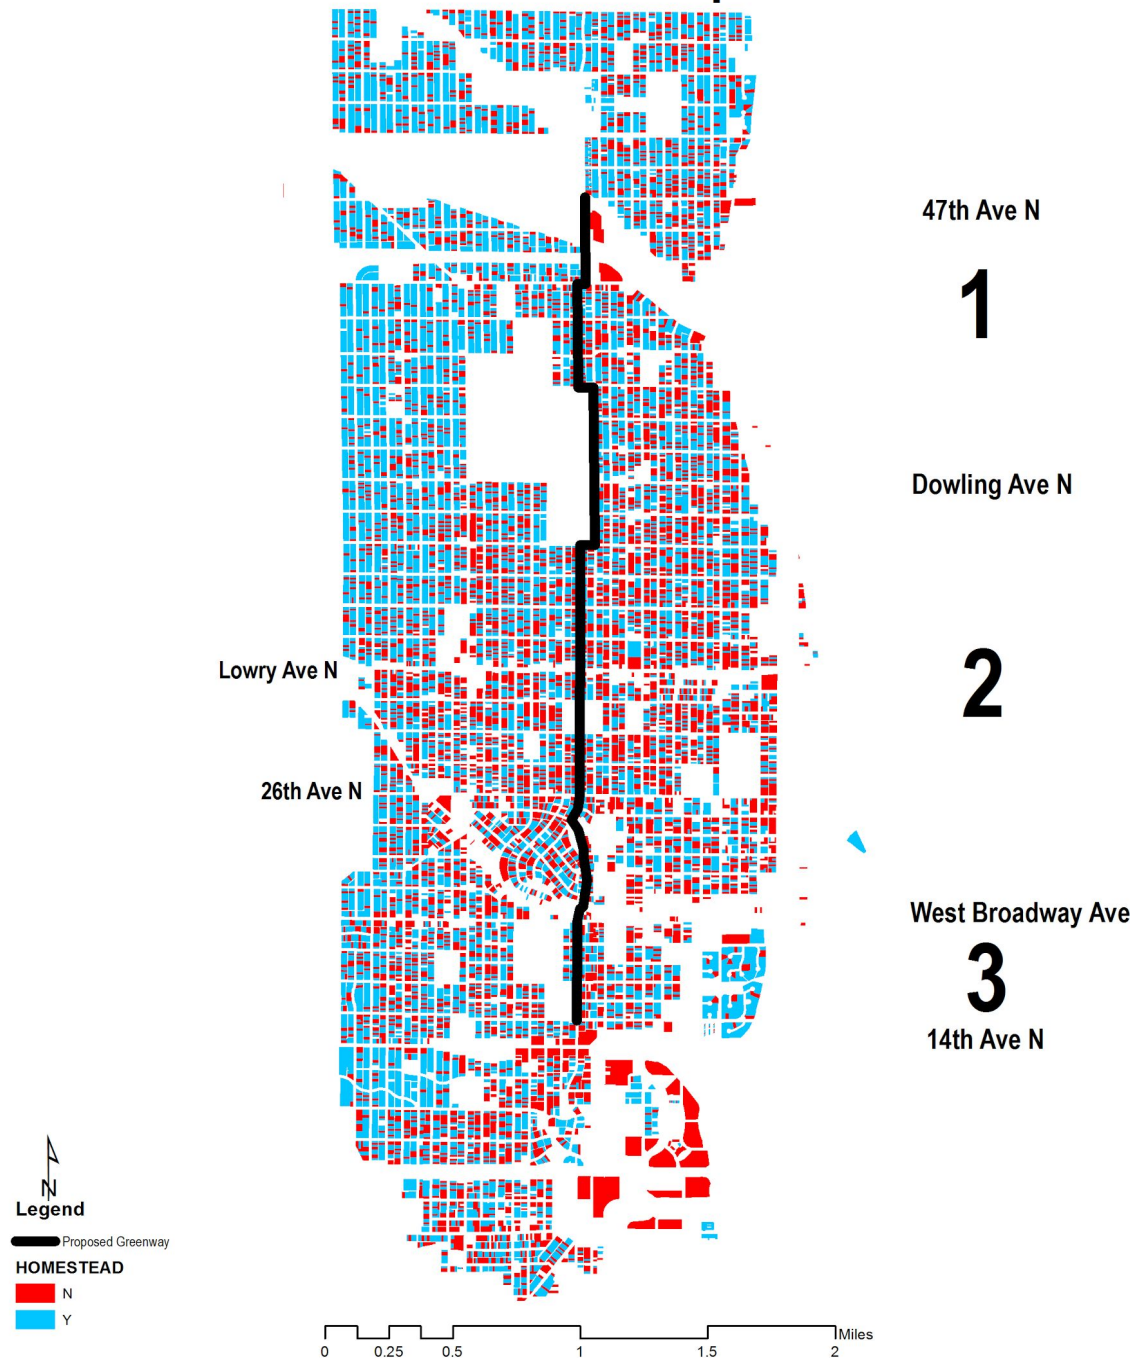 47th Ave N
1
Dowling Ave N
Lowry Ave N
2
26th Ave N
West Broadway Ave
3
14th Ave N
N
Legend
Proposed Greenway
HOMESTEAD
N
Y
Miles
0 0.25 0.5 1 1.5 2